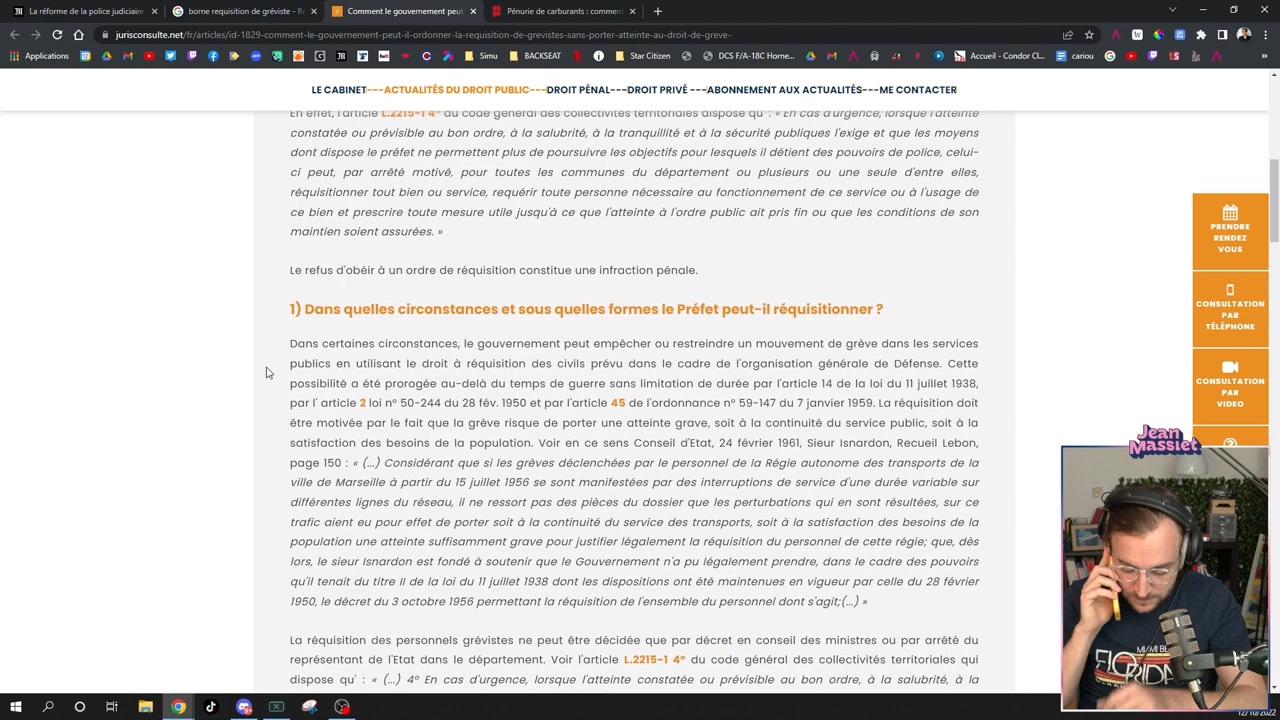 La réforme de la police judiciaire
borne requisition de gréviste - R
Comment le gouvernement peut
Pénurie de carburants : comment
jurisconsulte.net/fr/articles/id-1829-comment-le-gouvernement-peut-il-ordonner-la-requisition-de-grevistes-sans-porter-atteinte-au-droit-de-greve-
Applications
Simu
BACKSEAT
Star Citizen
DCS F/A-18C Horne...
Accueil - Condor Cl...
cariou
LE CABINET---ACTUALITÉS DU DROIT PUBLIC---DROIT PÉNAL---DROIT PRIVÉ ---ABONNEMENT AUX ACTUALITÉS---ME CONTACTER
En effet, l'article L.2215-1 4° du code général des collectivités territoriales dispose qu' : « En cas d'urgence, lorsque l'atteinte
constatée ou prévisible au bon ordre, à la salubrité, à la tranquillité et à la sécurité publiques l'exige et que les moyens
dont dispose le préfet ne permettent plus de poursuivre les objectifs pour lesquels il détient des pouvoirs de police, celui-
ci peut, par arrêté motivé, pour toutes les communes du département ou plusieurs ou une seule d'entre elles,
réquisitionner tout bien ou service, requérir toute personne nécessaire au fonctionnement de ce service ou à l'usage de
ce bien et prescrire toute mesure utile jusqu'à ce que l'atteinte à l'ordre public ait pris fin ou que les conditions de son
maintien soient assurées. »
Le refus d'obéir à un ordre de réquisition constitue une infraction pénale.
1) Dans quelles circonstances et sous quelles formes le Préfet peut-il réquisitionner ?
Dans certaines circonstances, le gouvernement peut empêcher ou restreindre un mouvement de grève dans les services
publics en utilisant le droit à réquisition des civils prévu dans le cadre de l'organisation générale de Défense. Cette
possibilité a été prorogée au-delà du temps de guerre sans limitation de durée par l'article 14 de la loi du 11 juillet 1938,
par l' article 2 loi n° 50-244 du 28 fév. 1950 et par l'article 45 de l'ordonnance n° 59-147 du 7 janvier 1959. La réquisition doit
être motivée par le fait que la grève risque de porter une atteinte grave, soit à la continuité du service public, soit à la
satisfaction des besoins de la population. Voir en ce sens Conseil d'Etat, 24 février 1961, Sieur Isnardon, Recueil Lebon,
page 150 : « (...) Considérant que si les grèves déclenchées par le personnel de la Régie autonome des transports de la
ville de Marseille à partir du 15 juillet 1956 se sont manifestées par des interruptions de service d'une durée variable sur
différentes lignes du réseau, il ne ressort pas des pièces du dossier que les perturbations qui en sont résultées, sur ce
trafic aient eu pour effet de porter soit à la continuité du service des transports, soit à la satisfaction des besoins de la
population une atteinte suffisamment grave pour justifier légalement la réquisition du personnel de cette régie; que, dès
lors, le sieur Isnardon est fondé à soutenir que le Gouvernement n'a pu légalement prendre, dans le cadre des pouvoirs
qu'il tenait du titre II de la loi du 11 juillet 1938 dont les dispositions ont été maintenues en vigueur par celle du 28 février
1950, le décret du 3 octobre 1956 permettant la réquisition de l'ensemble du personnel dont s'agit;(...) »
La réquisition des personnels grévistes ne peut être décidée que par décret en conseil des ministres ou par arrêté du
représentant de l'Etat dans le département. Voir l'article L.2215-1 4° du code général des collectivités territoriales qui
dispose qu' : « (...) 4° En cas d'urgence, lorsque l'atteinte constatée ou prévisible au bon ordre, à la salubrité, à la
PRENDRE
RENDEZ
VOUS
CONSULTATION
PAR
TÉLÉPHONE
CONSULTATION
PAR
VIDEO
Jean
Massiet
MIAMI BE
FLORIDE
12/10/2022